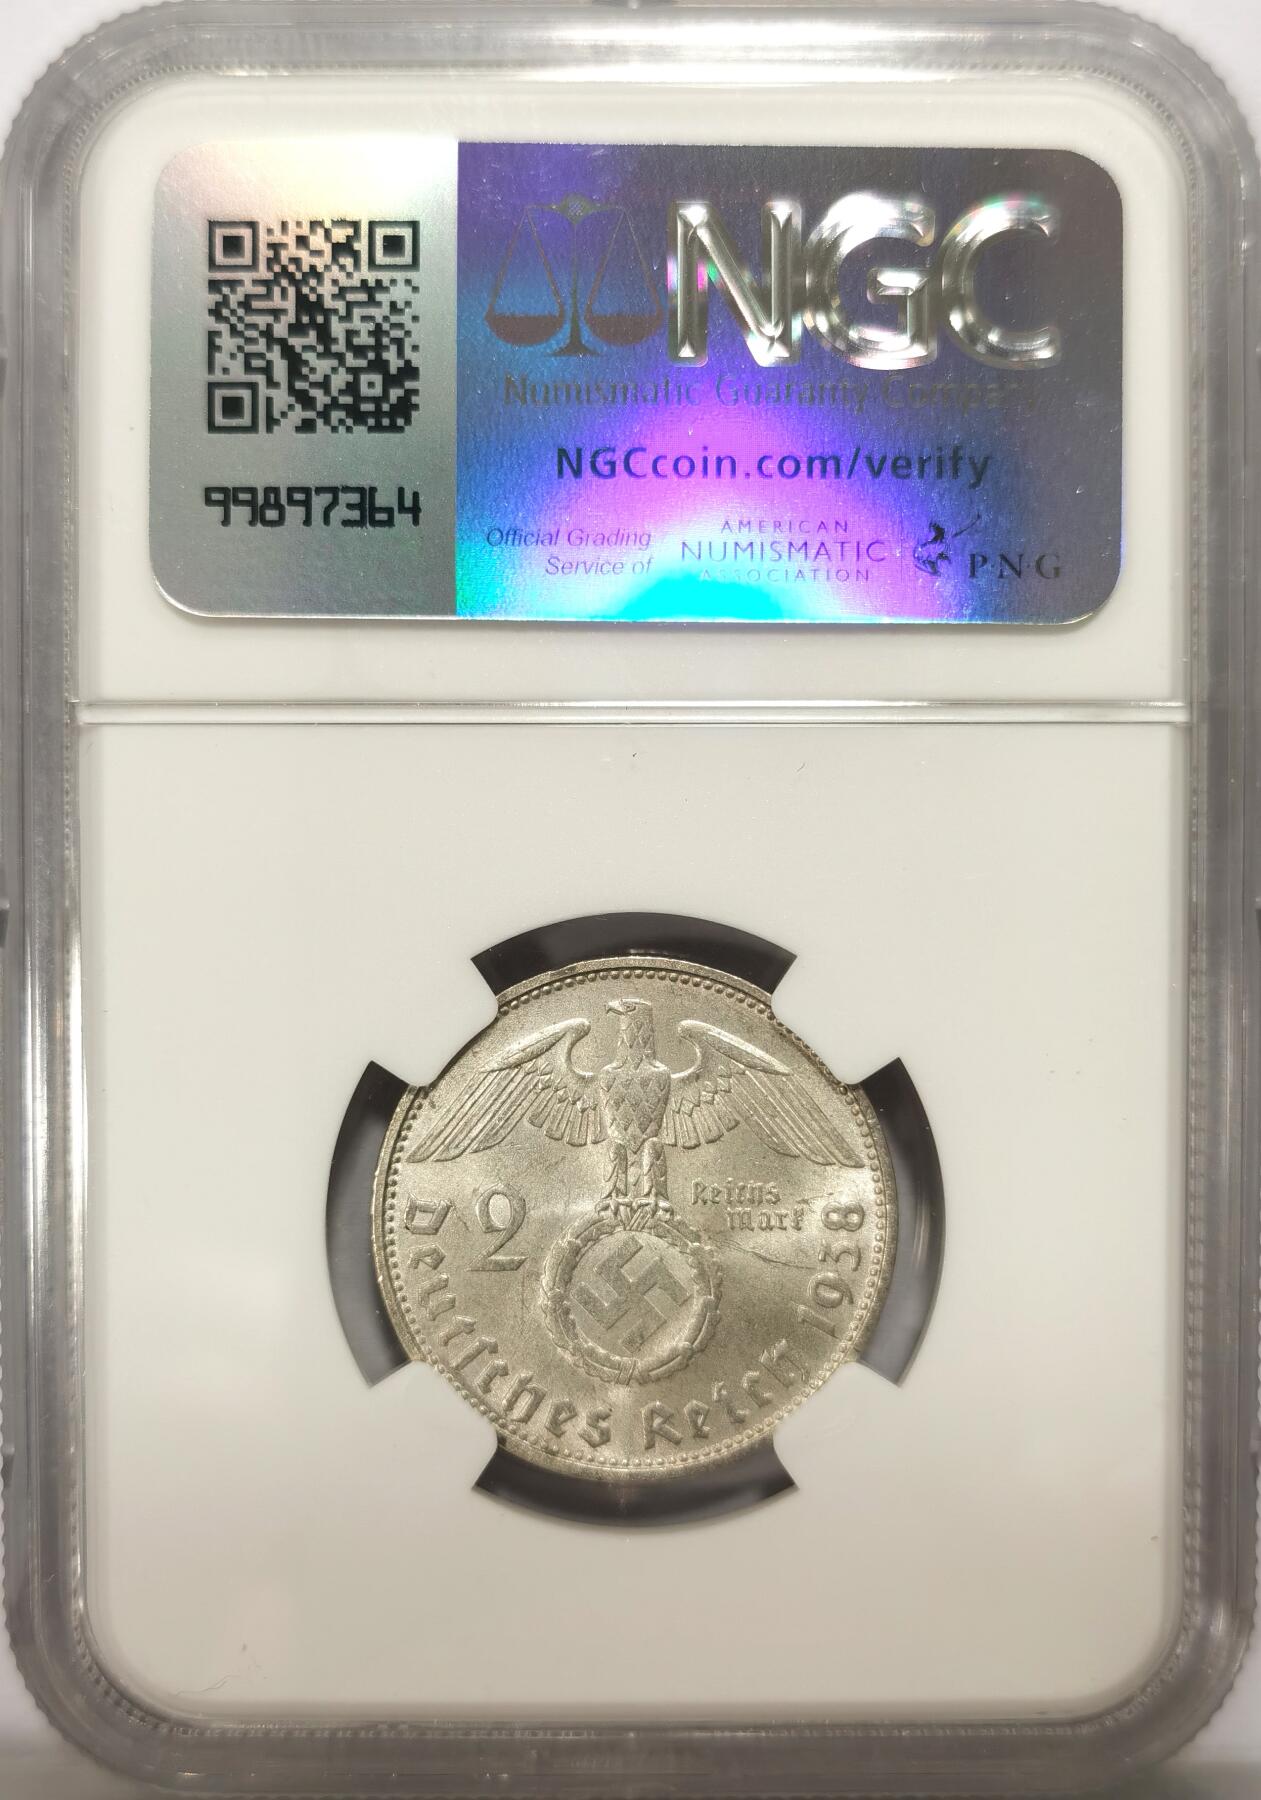 NGC
Numismatic Guaranty Company
NGCcoin.com/verify
99897364
Official Grading
Service of
AMERICAN
NUMISMATIC
ASSOCIATION
P·N·G
2
Reichs
Mark
Deutsches Reich 1938